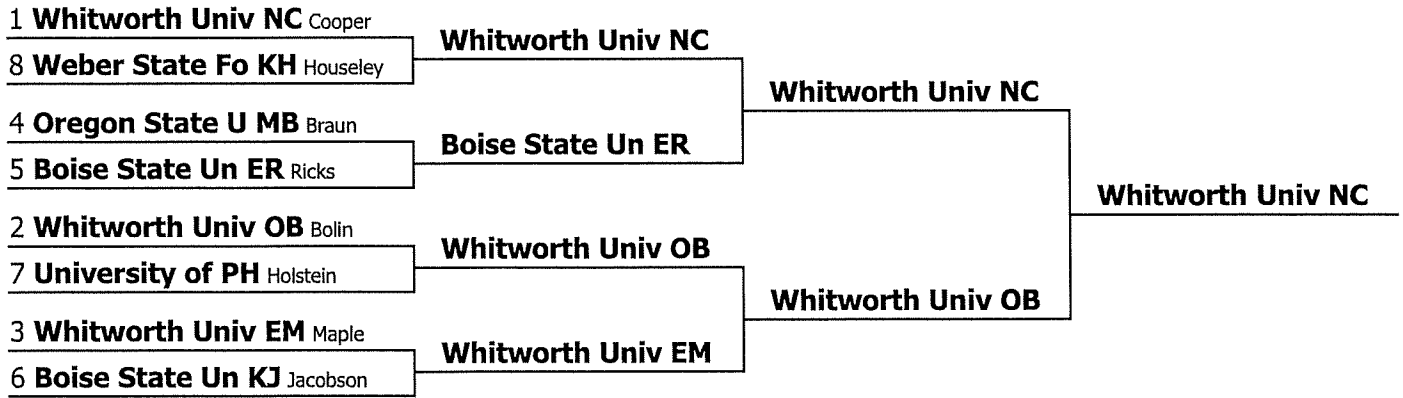 1 Whitworth Univ NC Cooper
8 Weber State Fo KH Houseley
4 Oregon State U MB Braun
5 Boise State Un ER Ricks
2 Whitworth Univ OB Bolin
7 University of PH Holstein
3 Whitworth Univ EM Maple
6 Boise State Un KJ Jacobson
Whitworth Univ NC
Boise State Un ER
Whitworth Univ OB
Whitworth Univ EM
Whitworth Univ NC
Whitworth Univ OB
Whitworth Univ NC